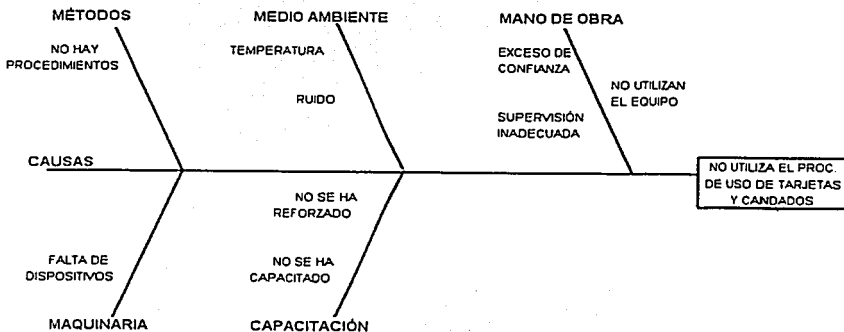 MÉTODOS
MEDIO AMBIENTE
MANO DE OBRA
NO HAY
PROCEDIMIENTOS
TEMPERATURA
RUIDO
EXCESO DE
CONFIANZA
SUPERVISIÓN
INADECUADA
NO UTILIZAN
EL EQUIPO
CAUSAS
NO UTILIZA EL PROC.
DE USO DE TARJETAS
Y CANDADOS
FALTA DE
DISPOSITIVOS
NO SE HA
REFORZADO
NO SE HA
CAPACITADO
MAQUINARIA
CAPACITACIÓN